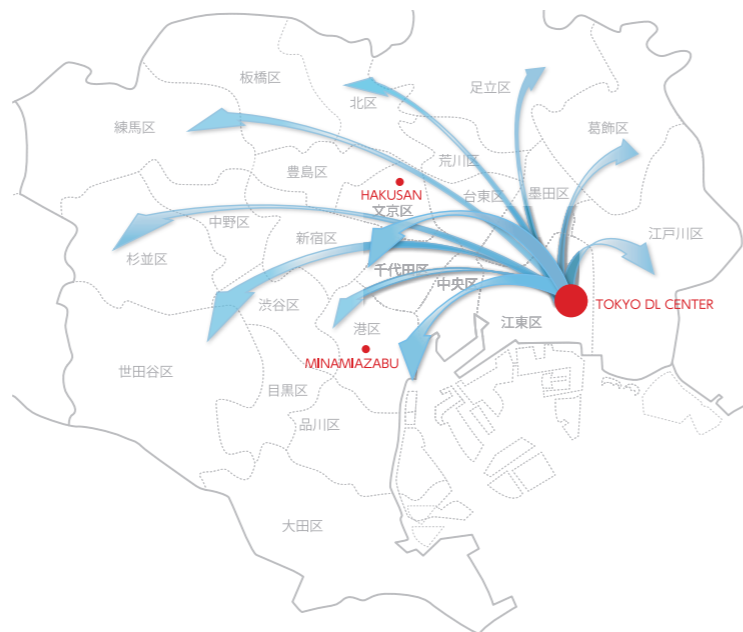 板橋区
足立区
北区
練馬区
葛飾区
荒川区
豊島区
HAKUSAN
台東区
墨田区
文京区
中野区
新宿区
江戸川区
杉並区
千代田区
中央区
渋谷区
TOKYO DL CENTER
港区
江東区
MINAMIAZABU
世田谷区
目黒区
品川区
大田区